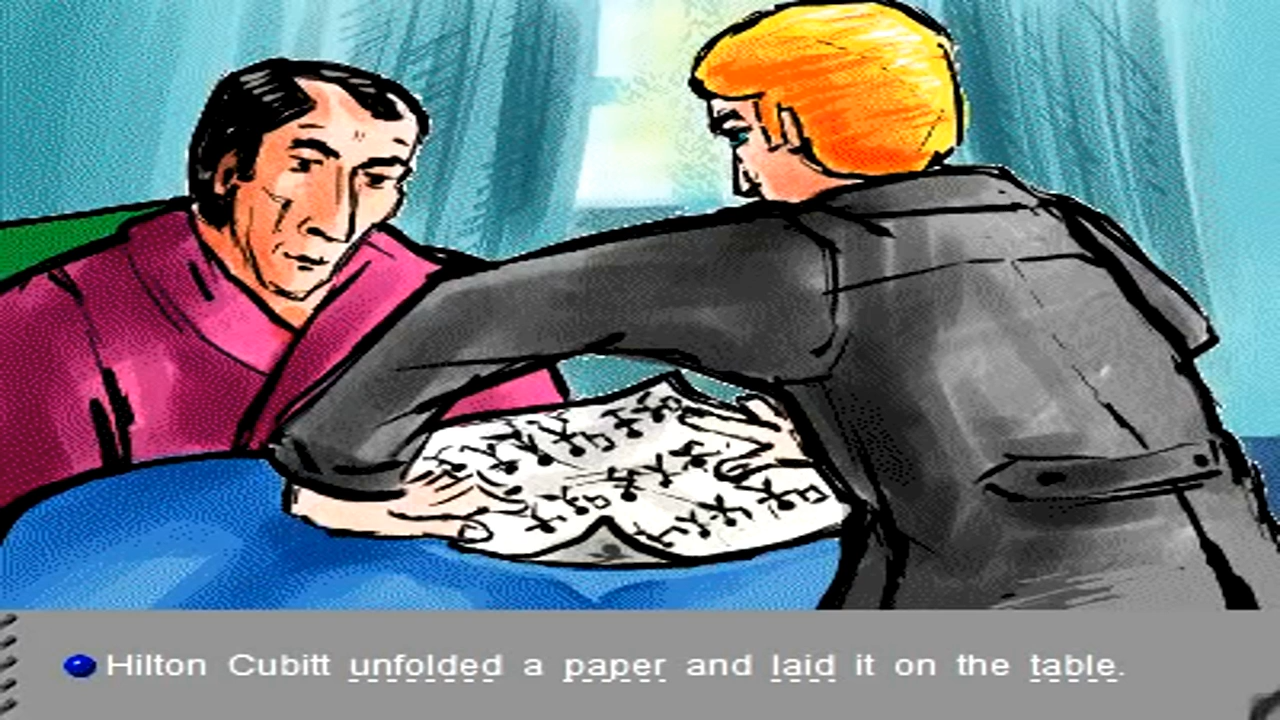 Hilton Cubitt unfolded a paper and laid it on the table.